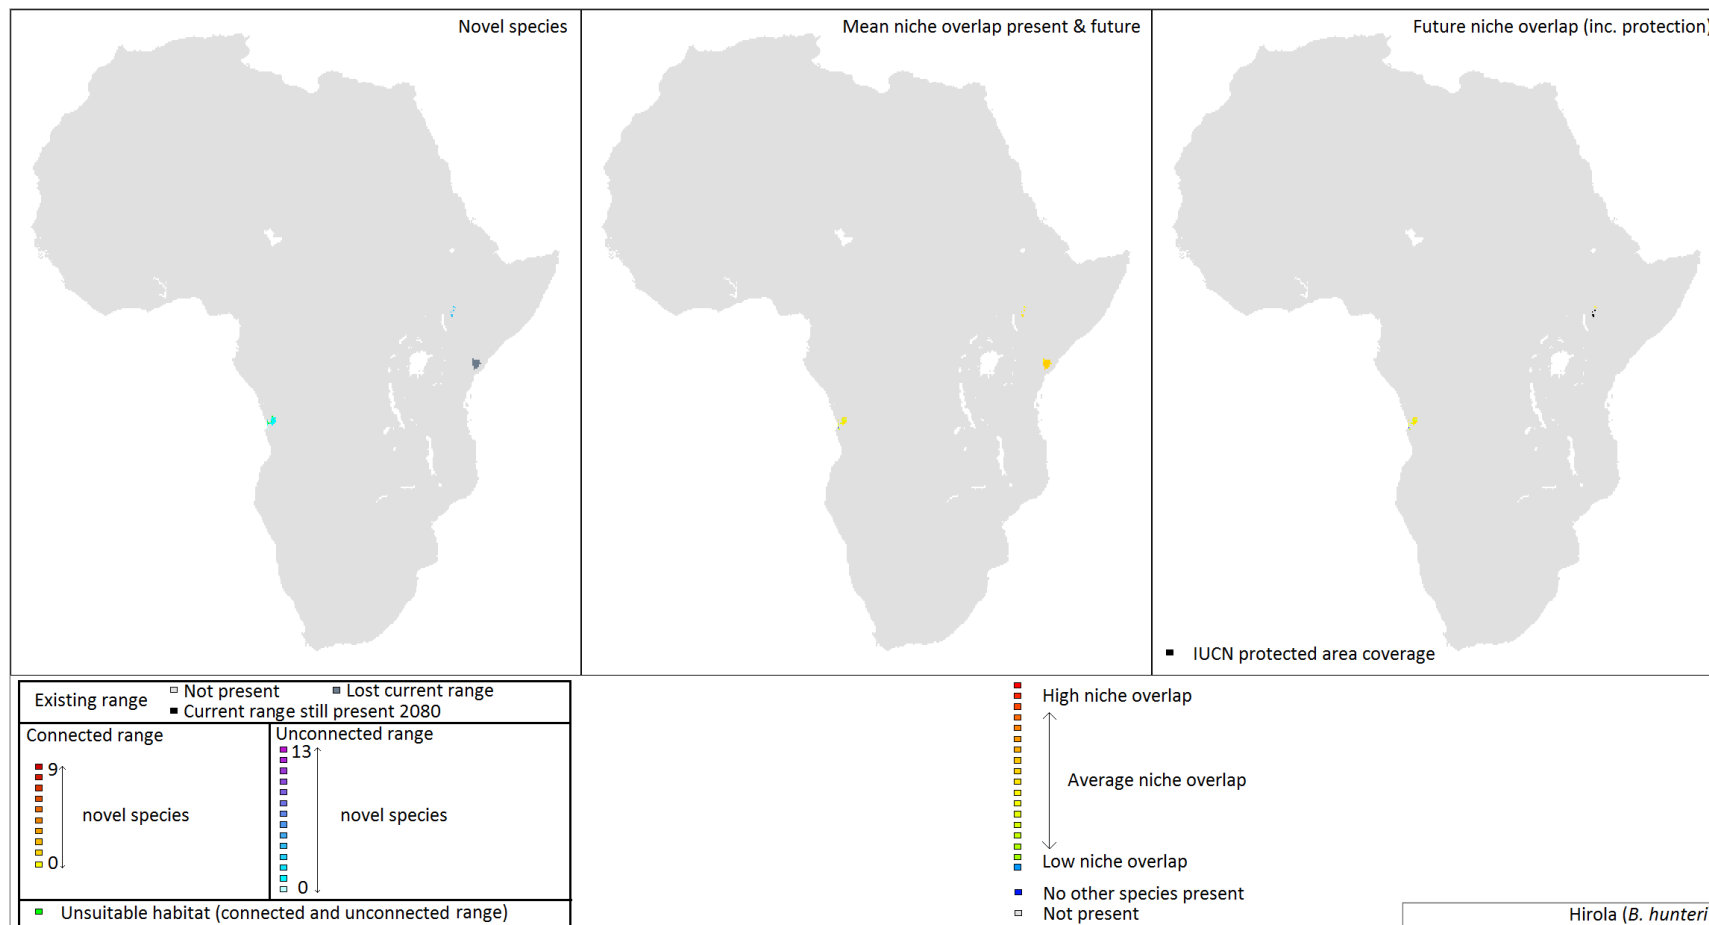 Novel species
Mean niche overlap present & future
Future niche overlap (inc. protection)
IUCN protected area coverage
Existing range
Not present
Lost current range
Current range still present 2080
Connected range
9
novel species
0
Unconnected range
13
novel species
0
Unsuitable habitat (connected and unconnected range)
High niche overlap
Average niche overlap
Low niche overlap
No other species present
Not present
Hirola (B. hunteri